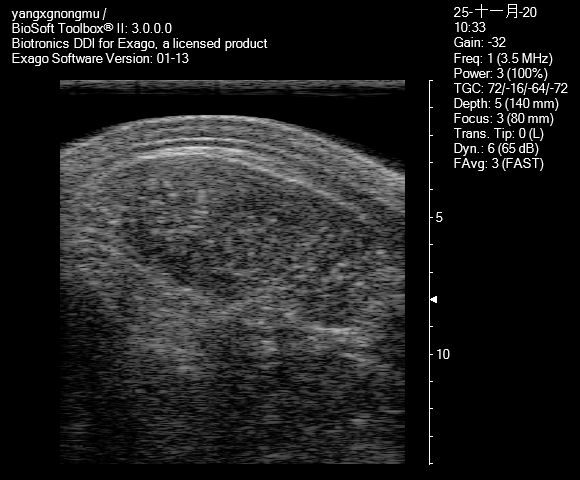 yangxgnongmu /
BioSoft Toolbox® II: 3.0.0.0
Biotronics DDI for Exago, a licensed product
Exago Software Version: 01-13
25-十一月-20
10:33
Gain: -32
Freq: 1 (3.5 MHz)
Power: 3 (100%)
TGC: 72/-16/-64/-72
Depth: 5 (140 mm)
Focus: 3 (80 mm)
Trans. Tip: 0 (L)
Dyn.: 6 (65 dB)
FAvg: 3 (FAST)
5
10